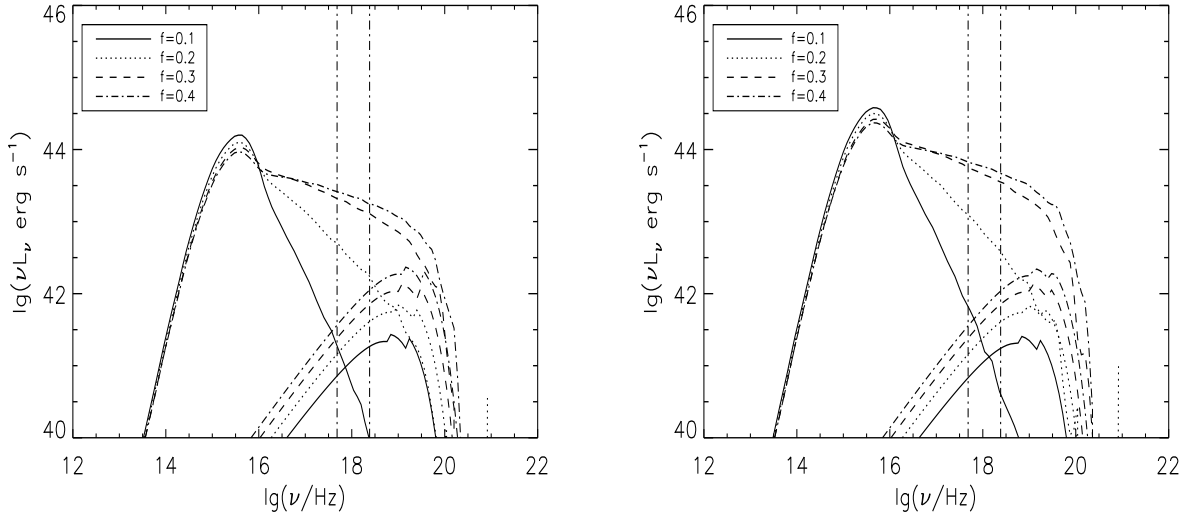 46
44
42
40
12 14 16 18 20 22
lg(νL_ν erg s⁻¹)
lg(ν/Hz)
f=0.1
f=0.2
f=0.3
f=0.4
46
44
42
40
12 14 16 18 20 22
lg(νL_ν erg s⁻¹)
lg(ν/Hz)
f=0.1
f=0.2
f=0.3
f=0.4